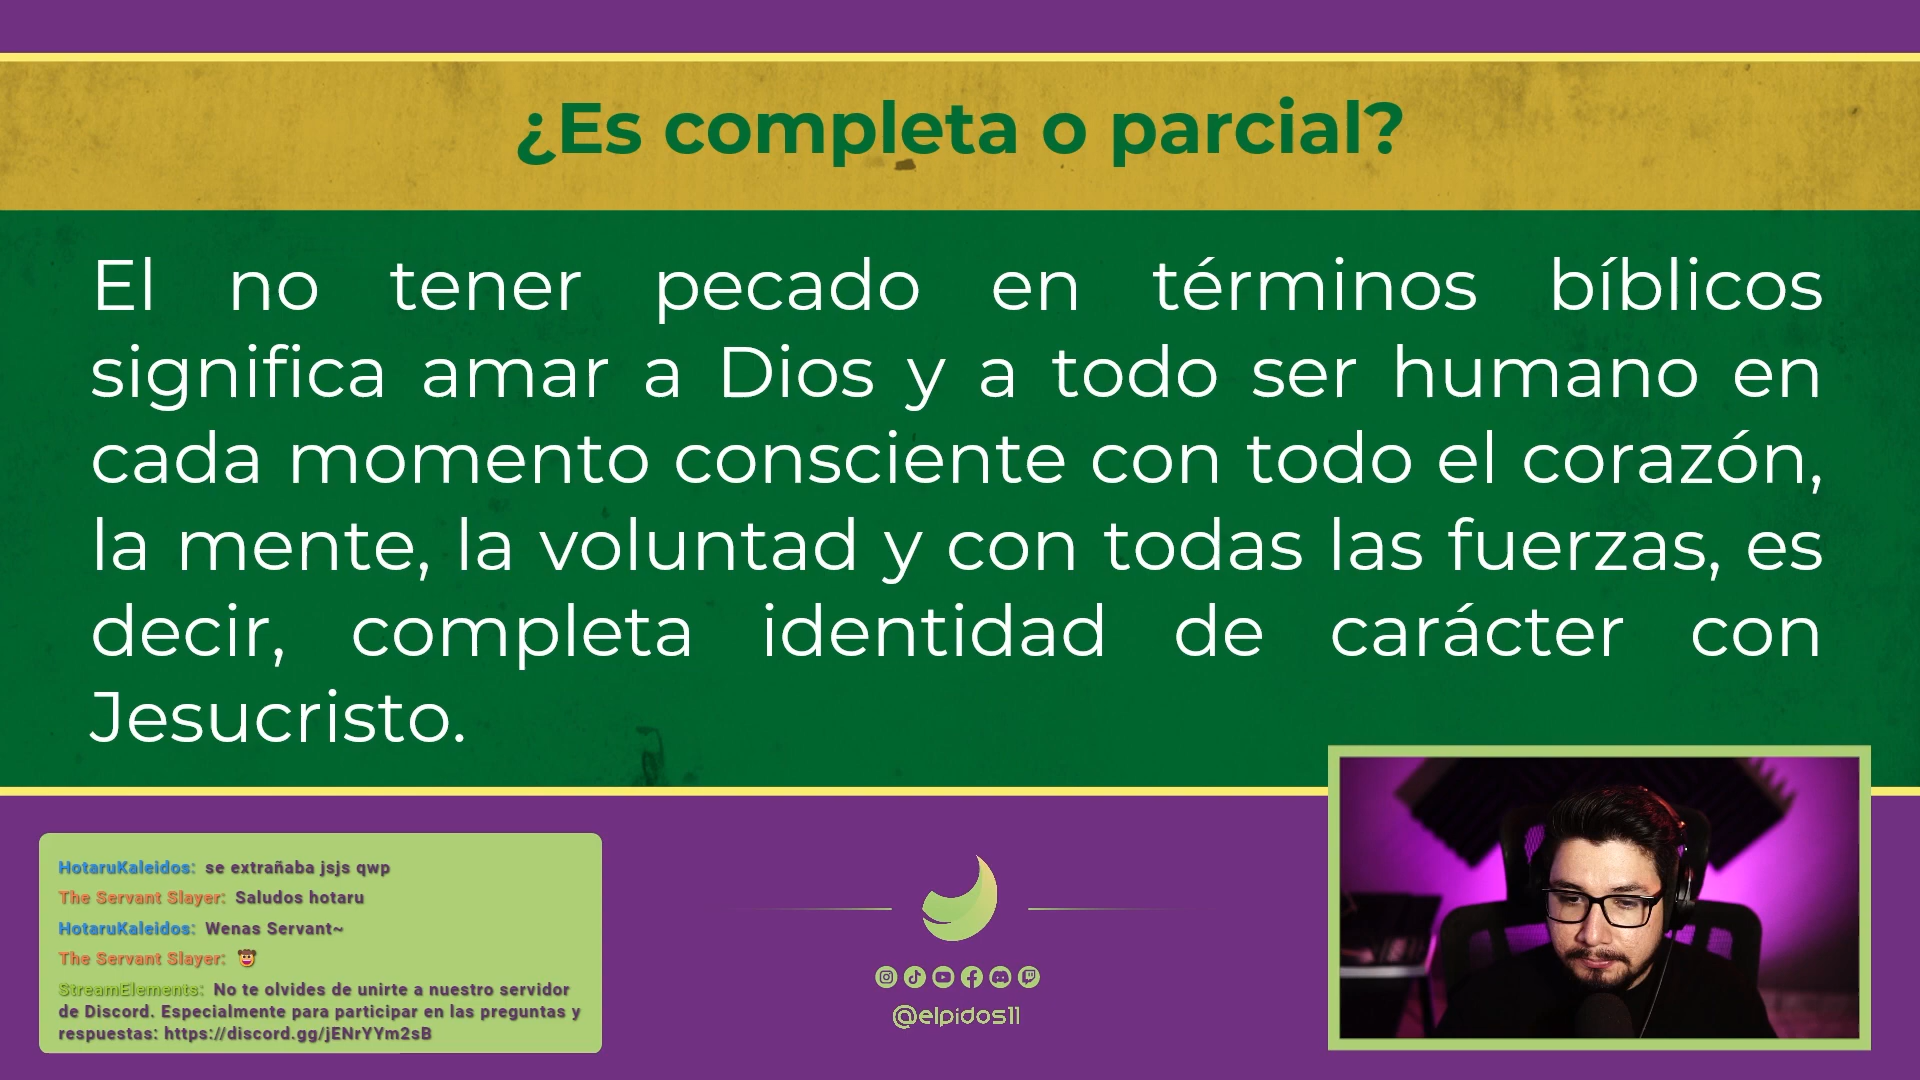 ¿Es completa o parcial?
El no tener pecado en términos bíblicos
significa amar a Dios y a todo ser humano en
cada momento consciente con todo el corazón,
la mente, la voluntad y con todas las fuerzas, es
decir, completa identidad de carácter con
Jesucristo.
HotaruKaleidos: se extrañaba jsjs qwp
The Servant Slayer: Saludos hotaru
HotaruKaleidos: Wenas Servant~
The Servant Slayer: 🤠
StreamElements: No te olvides de unirte a nuestro servidor
de Discord. Especialmente para participar en las preguntas y
respuestas: https://discord.gg/jENrYYm2sB
@elpidos11